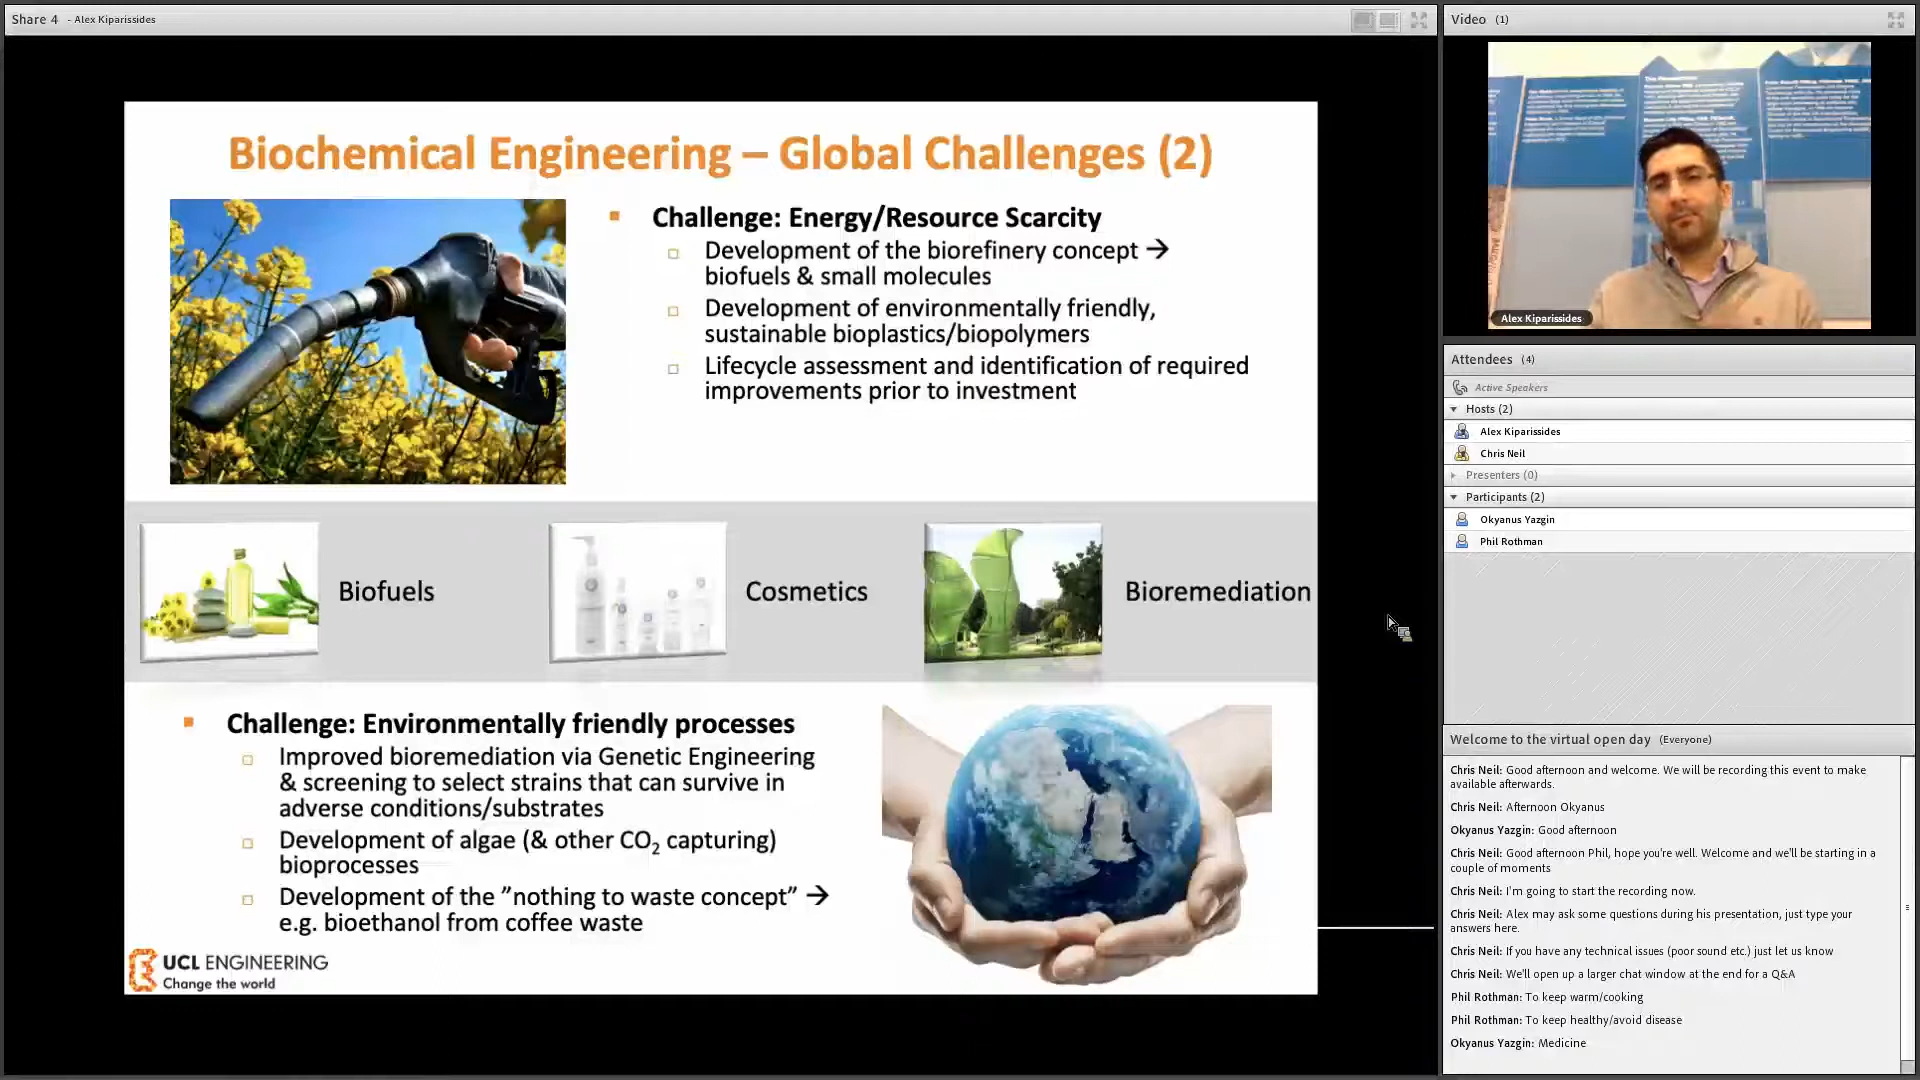 Share 4 - Alex Kiparissides
Biochemical Engineering – Global Challenges (2)
Challenge: Energy/Resource Scarcity
Development of the biorefinery concept →
biofuels & small molecules
Development of environmentally friendly,
sustainable bioplastics/biopolymers
Lifecycle assessment and identification of required
improvements prior to investment
Biofuels
Cosmetics
Bioremediation
Challenge: Environmentally friendly processes
Improved bioremediation via Genetic Engineering
& screening to select strains that can survive in
adverse conditions/substrates
Development of algae (& other CO₂ capturing)
bioprocesses
Development of the ”nothing to waste concept” →
e.g. bioethanol from coffee waste
UCL ENGINEERING
Change the world
Video (1)
Alex Kiparissides
Attendees (4)
Active Speakers
Hosts (2)
Alex Kiparissides
Chris Neil
Presenters (0)
Participants (2)
Okyanus Yazgin
Phil Rothman
Welcome to the virtual open day (Everyone)
Chris Neil: Good afternoon and welcome. We will be recording this event to make
available afterwards.
Chris Neil: Afternoon Okyanus
Okyanus Yazgin: Good afternoon
Chris Neil: Good afternoon Phil, hope you're well. Welcome and we'll be starting in a
couple of moments
Chris Neil: I'm going to start the recording now.
Chris Neil: Alex may ask some questions during his presentation, just type your
answers here.
Chris Neil: If you have any technical issues (poor sound etc.) just let us know
Chris Neil: We'll open up a larger chat window at the end for a Q&A
Phil Rothman: To keep warm/cooking
Phil Rothman: To keep healthy/avoid disease
Okyanus Yazgin: Medicine